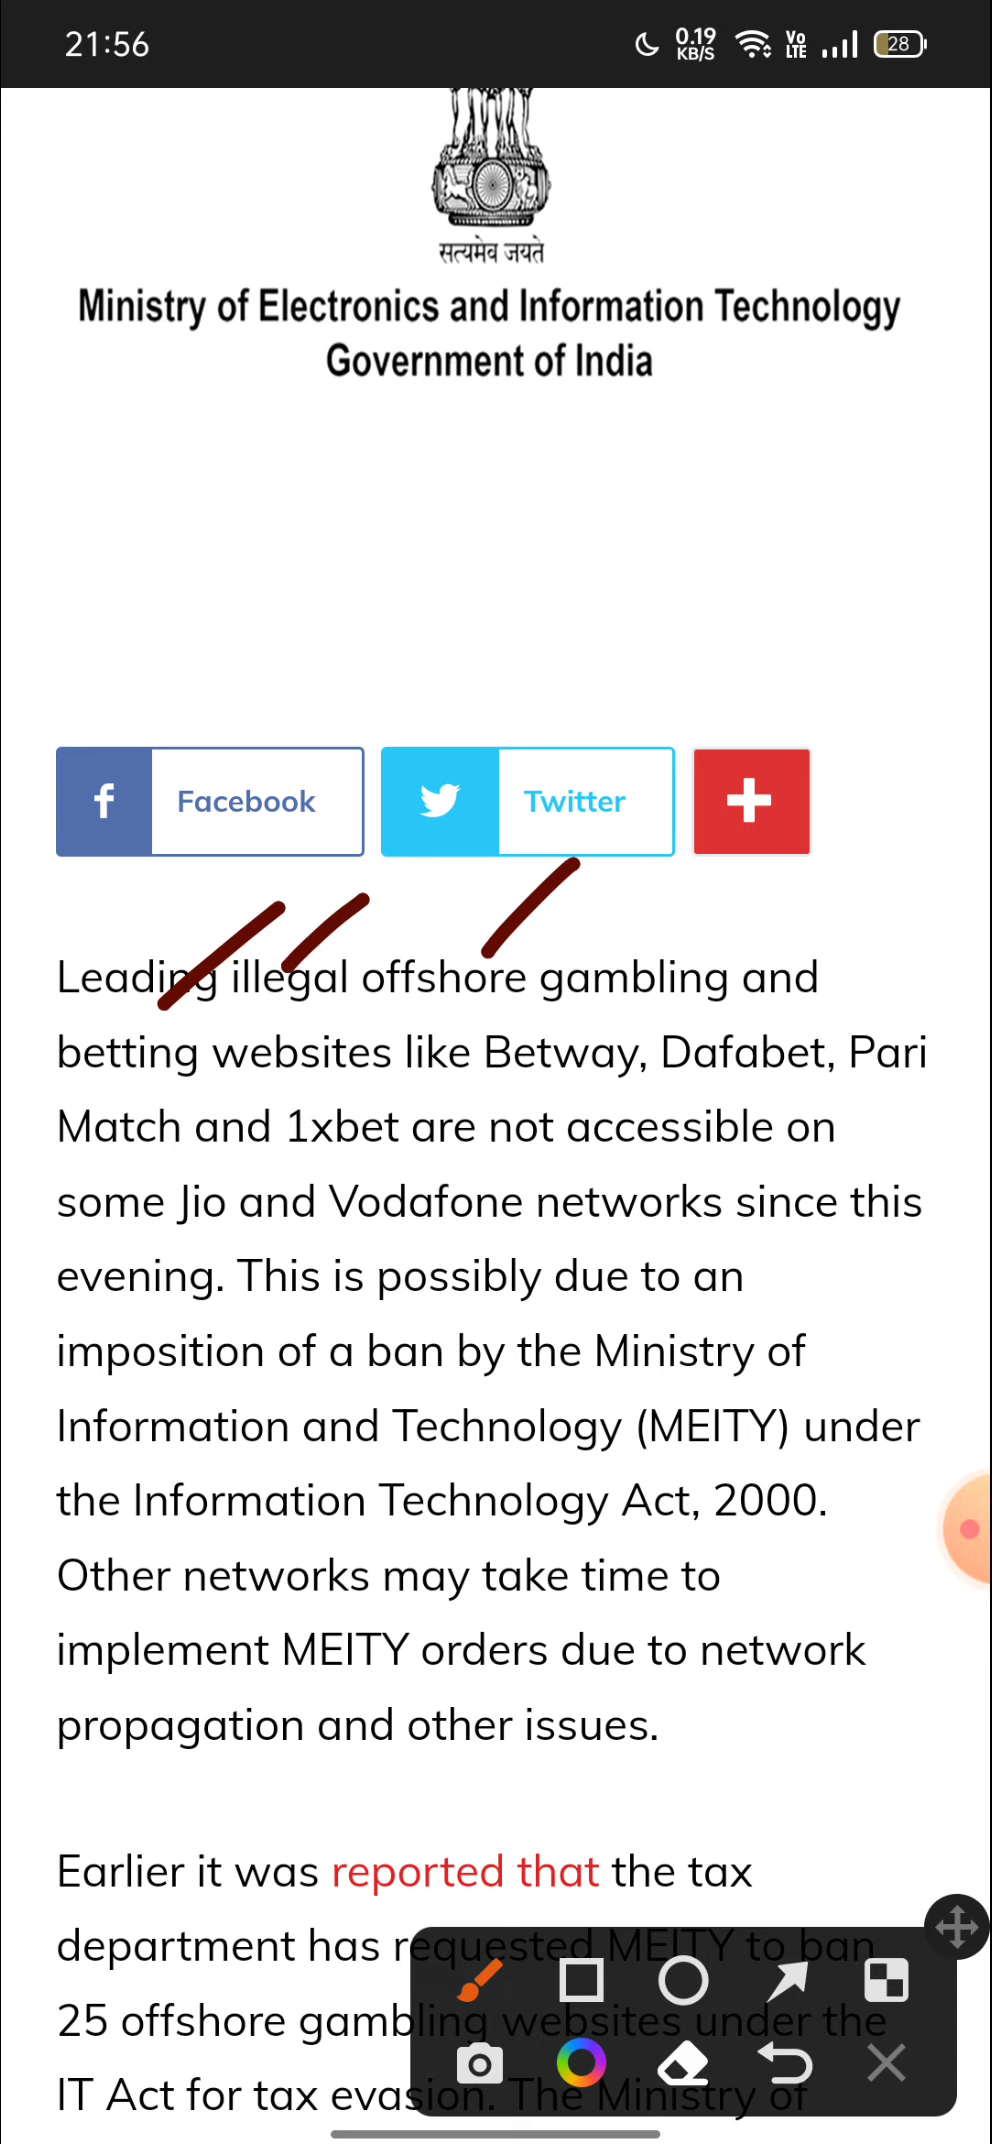 21:56
0.19
KB/S
Vo
LTE
28
सत्यमेव जयते
Ministry of Electronics and Information Technology
Government of India
f Facebook Twitter
Leading illegal offshore gambling and
betting websites like Betway, Dafabet, Pari
Match and 1xbet are not accessible on
some Jio and Vodafone networks since this
evening. This is possibly due to an
imposition of a ban by the Ministry of
Information and Technology (MEITY) under
the Information Technology Act, 2000.
Other networks may take time to
implement MEITY orders due to network
propagation and other issues.
Earlier it was reported that the tax
department has requested MEITY to ban
25 offshore gambling websites under the
IT Act for tax evasion. The Ministry of